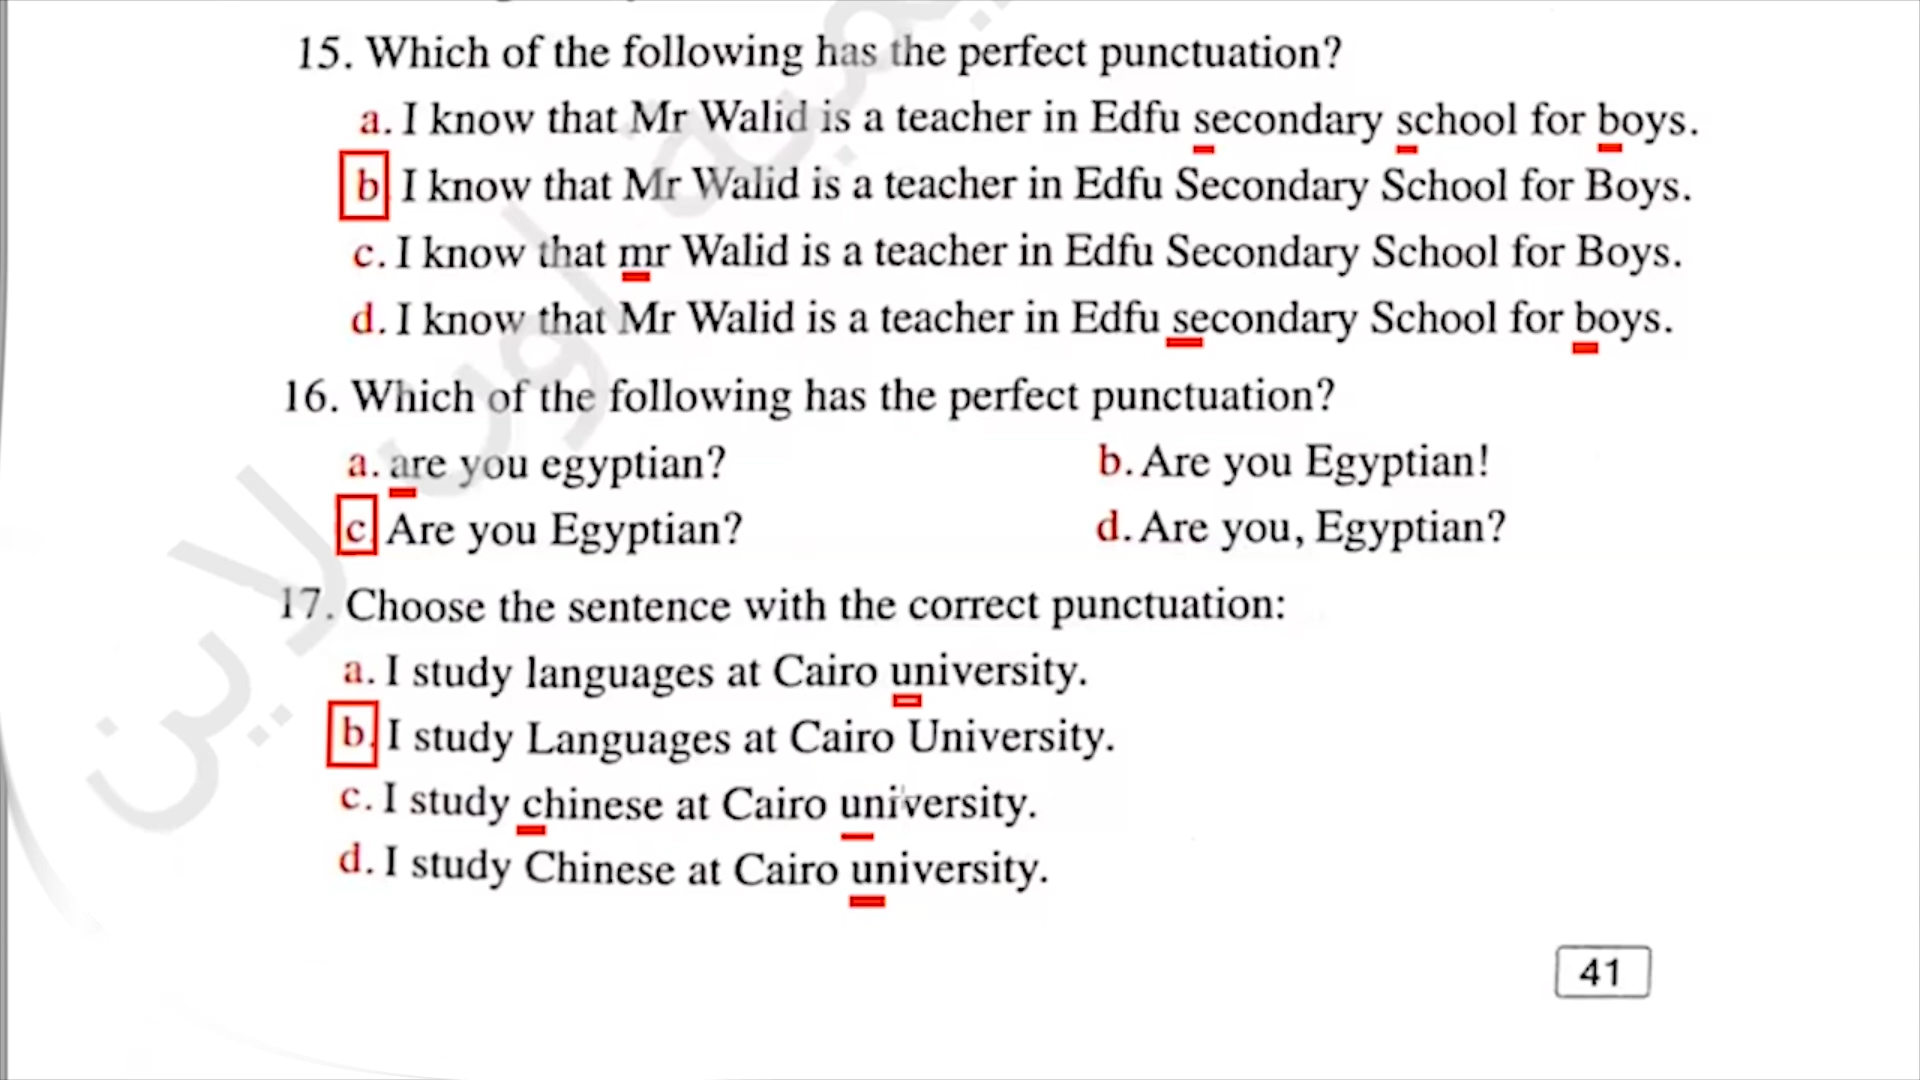 15. Which of the following has the perfect punctuation?
a. I know that Mr Walid is a teacher in Edfu secondary school for boys.
b I know that Mr Walid is a teacher in Edfu Secondary School for Boys.
c. I know that mr Walid is a teacher in Edfu Secondary School for Boys.
d. I know that Mr Walid is a teacher in Edfu secondary School for boys.
16. Which of the following has the perfect punctuation?
a. are you egyptian? b. Are you Egyptian!
c Are you Egyptian? d. Are you, Egyptian?
17. Choose the sentence with the correct punctuation:
a. I study languages at Cairo university.
b. I study Languages at Cairo University.
c. I study chinese at Cairo university.
d. I study Chinese at Cairo university.
41
اون لاين